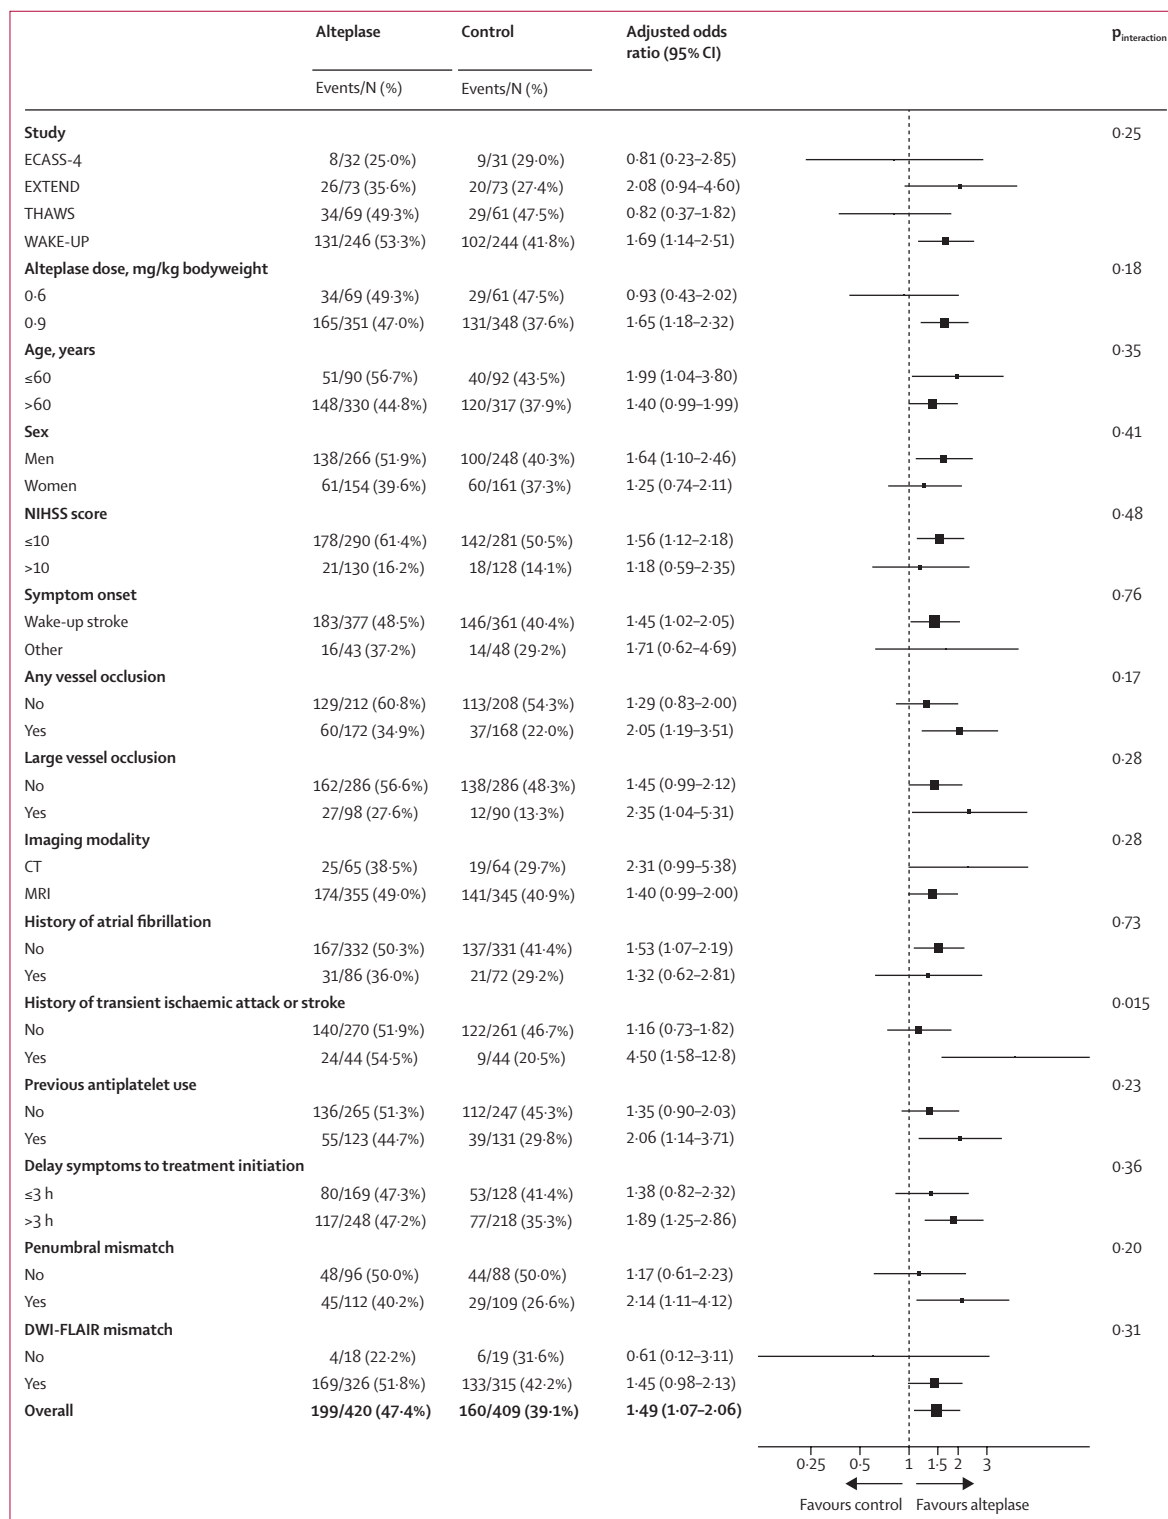 Alteplase Control Adjusted odds ratio (95% CI) pinteraction
Events/N (%) Events/N (%)
Study 0·25
ECASS-4 8/32 (25·0%) 9/31 (29·0%) 0·81 (0·23–2·85)
EXTEND 26/73 (35·6%) 20/73 (27·4%) 2·08 (0·94–4·60)
THAWS 34/69 (49·3%) 29/61 (47·5%) 0·82 (0·37–1·82)
WAKE-UP 131/246 (53·3%) 102/244 (41·8%) 1·69 (1·14–2·51)
Alteplase dose, mg/kg bodyweight 0·18
0·6 34/69 (49·3%) 29/61 (47·5%) 0·93 (0·43–2·02)
0·9 165/351 (47·0%) 131/348 (37·6%) 1·65 (1·18–2·32)
Age, years 0·35
≤60 51/90 (56·7%) 40/92 (43·5%) 1·99 (1·04–3·80)
>60 148/330 (44·8%) 120/317 (37·9%) 1·40 (0·99–1·99)
Sex 0·41
Men 138/266 (51·9%) 100/248 (40·3%) 1·64 (1·10–2·46)
Women 61/154 (39·6%) 60/161 (37·3%) 1·25 (0·74–2·11)
NIHSS score 0·48
≤10 178/290 (61·4%) 142/281 (50·5%) 1·56 (1·12–2·18)
>10 21/130 (16·2%) 18/128 (14·1%) 1·18 (0·59–2·35)
Symptom onset 0·76
Wake-up stroke 183/377 (48·5%) 146/361 (40·4%) 1·45 (1·02–2·05)
Other 16/43 (37·2%) 14/48 (29·2%) 1·71 (0·62–4·69)
Any vessel occlusion 0·17
No 129/212 (60·8%) 113/208 (54·3%) 1·29 (0·83–2·00)
Yes 60/172 (34·9%) 37/168 (22·0%) 2·05 (1·19–3·51)
Large vessel occlusion 0·28
No 162/286 (56·6%) 138/286 (48·3%) 1·45 (0·99–2·12)
Yes 27/98 (27·6%) 12/90 (13·3%) 2·35 (1·04–5·31)
Imaging modality 0·28
CT 25/65 (38·5%) 19/64 (29·7%) 2·31 (0·99–5·38)
MRI 174/355 (49·0%) 141/345 (40·9%) 1·40 (0·99–2·00)
History of atrial fibrillation 0·73
No 167/332 (50·3%) 137/331 (41·4%) 1·53 (1·07–2·19)
Yes 31/86 (36·0%) 21/72 (29·2%) 1·32 (0·62–2·81)
History of transient ischaemic attack or stroke 0·015
No 140/270 (51·9%) 122/261 (46·7%) 1·16 (0·73–1·82)
Yes 24/44 (54·5%) 9/44 (20·5%) 4·50 (1·58–12·8)
Previous antiplatelet use 0·23
No 136/265 (51·3%) 112/247 (45·3%) 1·35 (0·90–2·03)
Yes 55/123 (44·7%) 39/131 (29·8%) 2·06 (1·14–3·71)
Delay symptoms to treatment initiation 0·36
≤3 h 80/169 (47·3%) 53/128 (41·4%) 1·38 (0·82–2·32)
>3 h 117/248 (47·2%) 77/218 (35·3%) 1·89 (1·25–2·86)
Penumbral mismatch 0·20
No 48/96 (50·0%) 44/88 (50·0%) 1·17 (0·61–2·23)
Yes 45/112 (40·2%) 29/109 (26·6%) 2·14 (1·11–4·12)
DWI-FLAIR mismatch 0·31
No 4/18 (22·2%) 6/19 (31·6%) 0·61 (0·12–3·11)
Yes 169/326 (51·8%) 133/315 (42·2%) 1·45 (0·98–2·13)
Overall 199/420 (47·4%) 160/409 (39·1%) 1·49 (1·07–2·06)
0·25 0·5 1 1·5 2 3
Favours control Favours alteplase